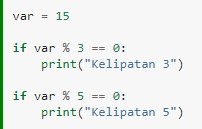 var = 15
if var % 3 == 0:
    print("Kelipatan 3")
if var % 5 == 0:
    print("Kelipatan 5")